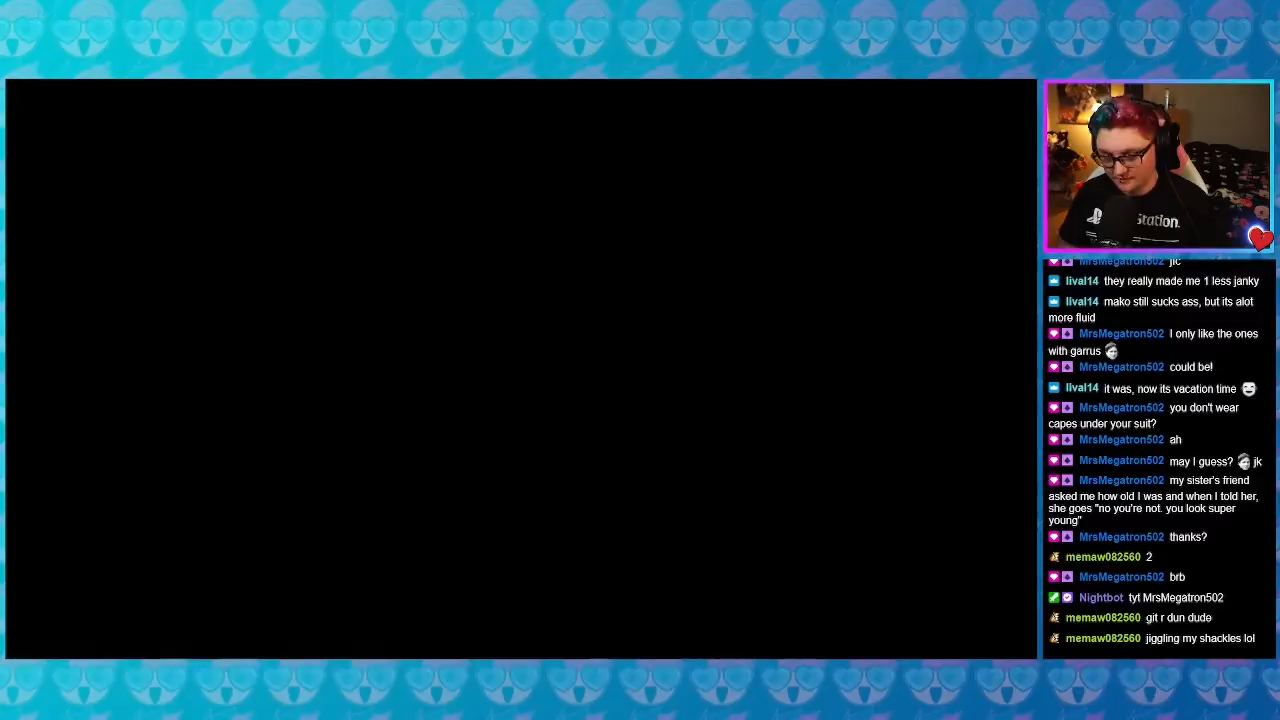 Station.
MrsMegatron502 jic
lival14 they really made me 1 less janky
lival14 mako still sucks ass, but its alot
more fluid
MrsMegatron502 I only like the ones
with garrus
MrsMegatron502 could be!
lival14 it was, now its vacation time
MrsMegatron502 you don't wear
capes under your suit?
MrsMegatron502 ah
MrsMegatron502 may I guess? jk
MrsMegatron502 my sister's friend
asked me how old I was and when I told her,
she goes "no you're not. you look super
young"
MrsMegatron502 thanks?
memaw082560 2
MrsMegatron502 brb
Nightbot tyt MrsMegatron502
memaw082560 git r dun dude
memaw082560 jiggling my shackles lol